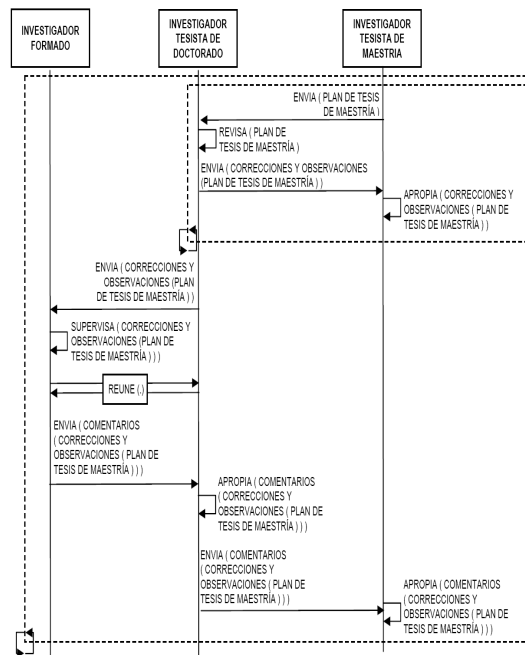 INVESTIGADOR
FORMADO
INVESTIGADOR
TESISTA DE
DOCTORADO
INVESTIGADOR
TESISTA DE
MAESTRIA
ENVIA ( PLAN DE TESIS
DE MAESTRÍA )
REVISA ( PLAN DE
TESIS DE MAESTRÍA )
ENVIA ( CORRECCIONES Y OBSERVACIONES
(PLAN DE TESIS DE MAESTRÍA ) )
APROPIA ( CORRECCIONES Y
OBSERVACIONES ( PLAN DE
TESIS DE MAESTRÍA ) )
ENVIA ( CORRECCIONES Y
OBSERVACIONES (PLAN
DE TESIS DE MAESTRÍA ) )
SUPERVISA ( CORRECCIONES Y
OBSERVACIONES (PLAN DE
TESIS DE MAESTRÍA ) ) )
REUNE (.)
ENVIA ( COMENTARIOS
( CORRECCIONES Y
OBSERVACIONES ( PLAN DE
TESIS DE MAESTRÍA ) ) )
APROPIA ( COMENTARIOS
( CORRECCIONES Y
OBSERVACIONES ( PLAN DE
TESIS DE MAESTRÍA ) ) )
ENVIA ( COMENTARIOS
( CORRECCIONES Y
OBSERVACIONES ( PLAN DE
TESIS DE MAESTRÍA ) ) )
APROPIA ( COMENTARIOS
( CORRECCIONES Y
OBSERVACIONES ( PLAN DE
TESIS DE MAESTRÍA ) ) )